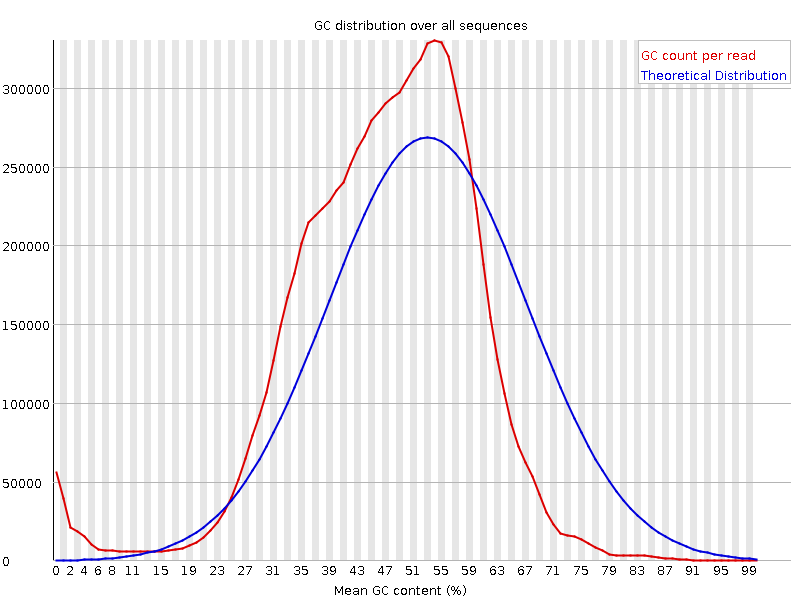 GC distribution over all sequences
GC count per read
Theoretical Distribution
300000
250000
200000
150000
100000
50000
0
0 2 4 6 8 11 15 19 23 27 31 35 39 43 47 51 55 59 63 67 71 75 79 83 87 91 95 99
Mean GC content (%)